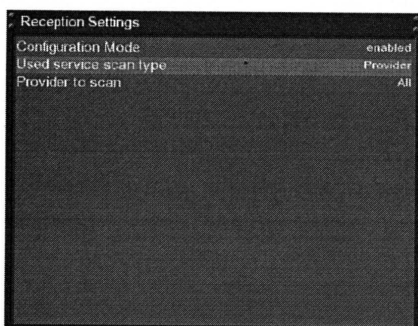 Reception Settings
Configuration Mode enabled
Used service scan type Provider
Provider to scan All